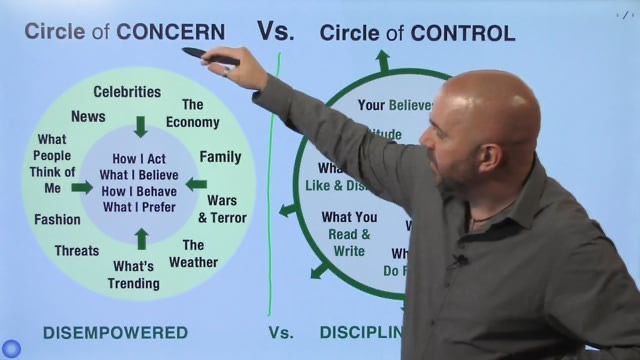 Circle of CONCERN Vs. Circle of CONTROL
Celebrities
News
The
Economy
What
People
Think of
Me
Family
How I Act
What I Believe
How I Behave
What I Prefer
Fashion
Wars
& Terror
Threats
The
Weather
What's
Trending
DISEMPOWERED
Vs.
Your
Like &
What You
Read &
Write
Do